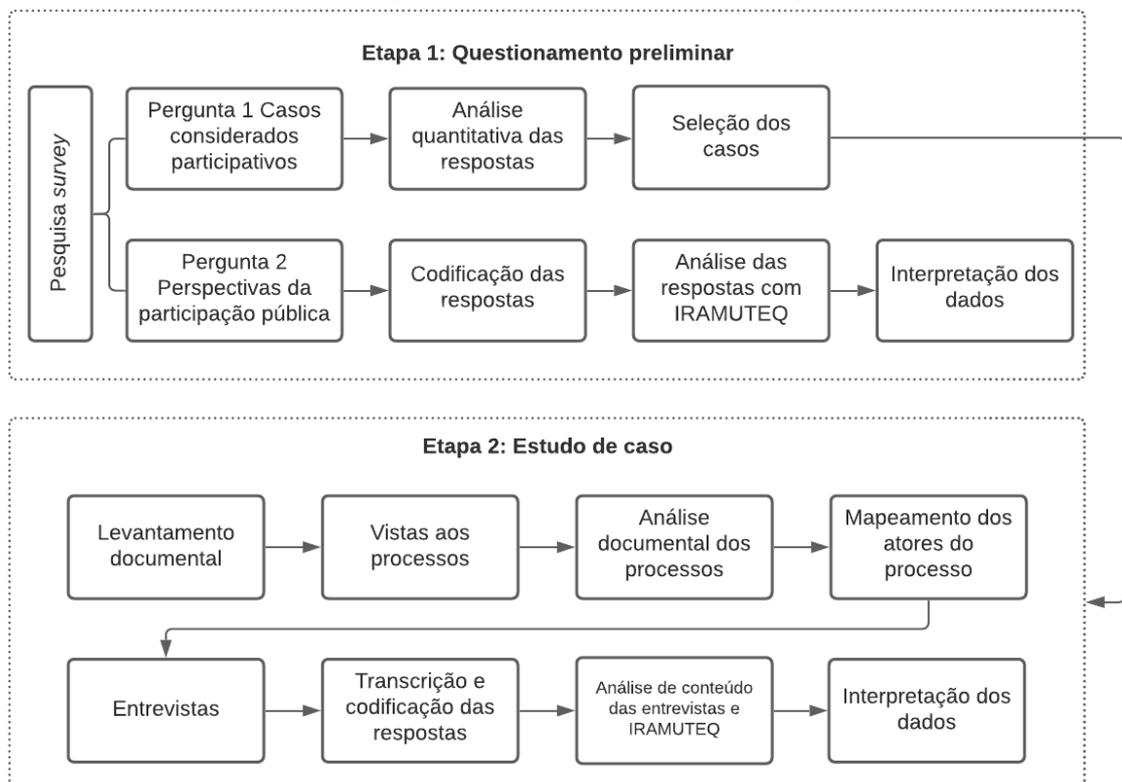 Etapa 1: Questionamento preliminar
Pesquisa survey
Pergunta 1 Casos
considerados
participativos
Análise
quantitativa das
respostas
Seleção dos
casos
Pergunta 2
Perspectivas da
participação pública
Codificação das
respostas
Análise das
respostas com
IRAMUTEQ
Interpretação dos
dados
Etapa 2: Estudo de caso
Levantamento
documental
Vistas aos
processos
Análise
documental dos
processos
Mapeamento dos
atores do
processo
Entrevistas
Transcrição e
codificação das
respostas
Análise de conteúdo
das entrevistas e
IRAMUTEQ
Interpretação dos
dados